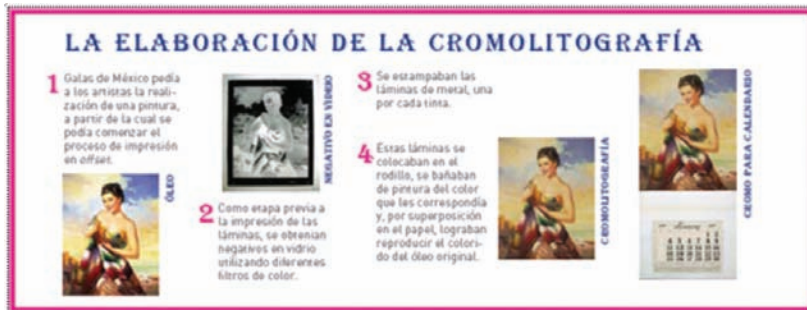 LA ELABORACIÓN DE LA CROMOLITOGRAFÍA
1
Galas de México pedía
a los artistas la reali-
zación de una pintura,
a partir de la cual se
podía comenzar el
proceso de impresión
en offset.
ÓLEO
NEGATIVO EN VIDRIO
2
Como etapa previa a
la impresión de las
láminas, se obtenían
negativos en vidrio
utilizando diferentes
filtros de color.
3
Se estampaban las
láminas de metal, una
por cada tinta.
4
Estas láminas se
colocaban en el
rodillo, se bañaban
de pintura del color
que les correspondía
y, por superposición
en el papel, lograban
reproducir el colori-
do del óleo original.
CROMOLITOGRAFÍA
CROMO PARA CALENDARIO